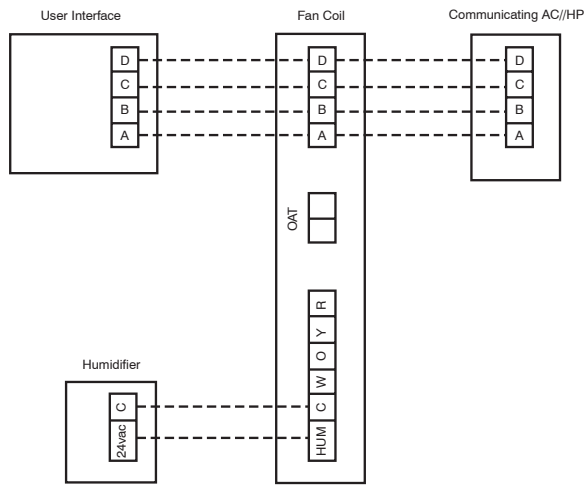 User Interface
Fan Coil
Communicating AC//HP
D
C
B
A
D
C
B
A
D
C
B
A
OAT
R
Y
O
W
C
HUM
Humidifier
C
24vac